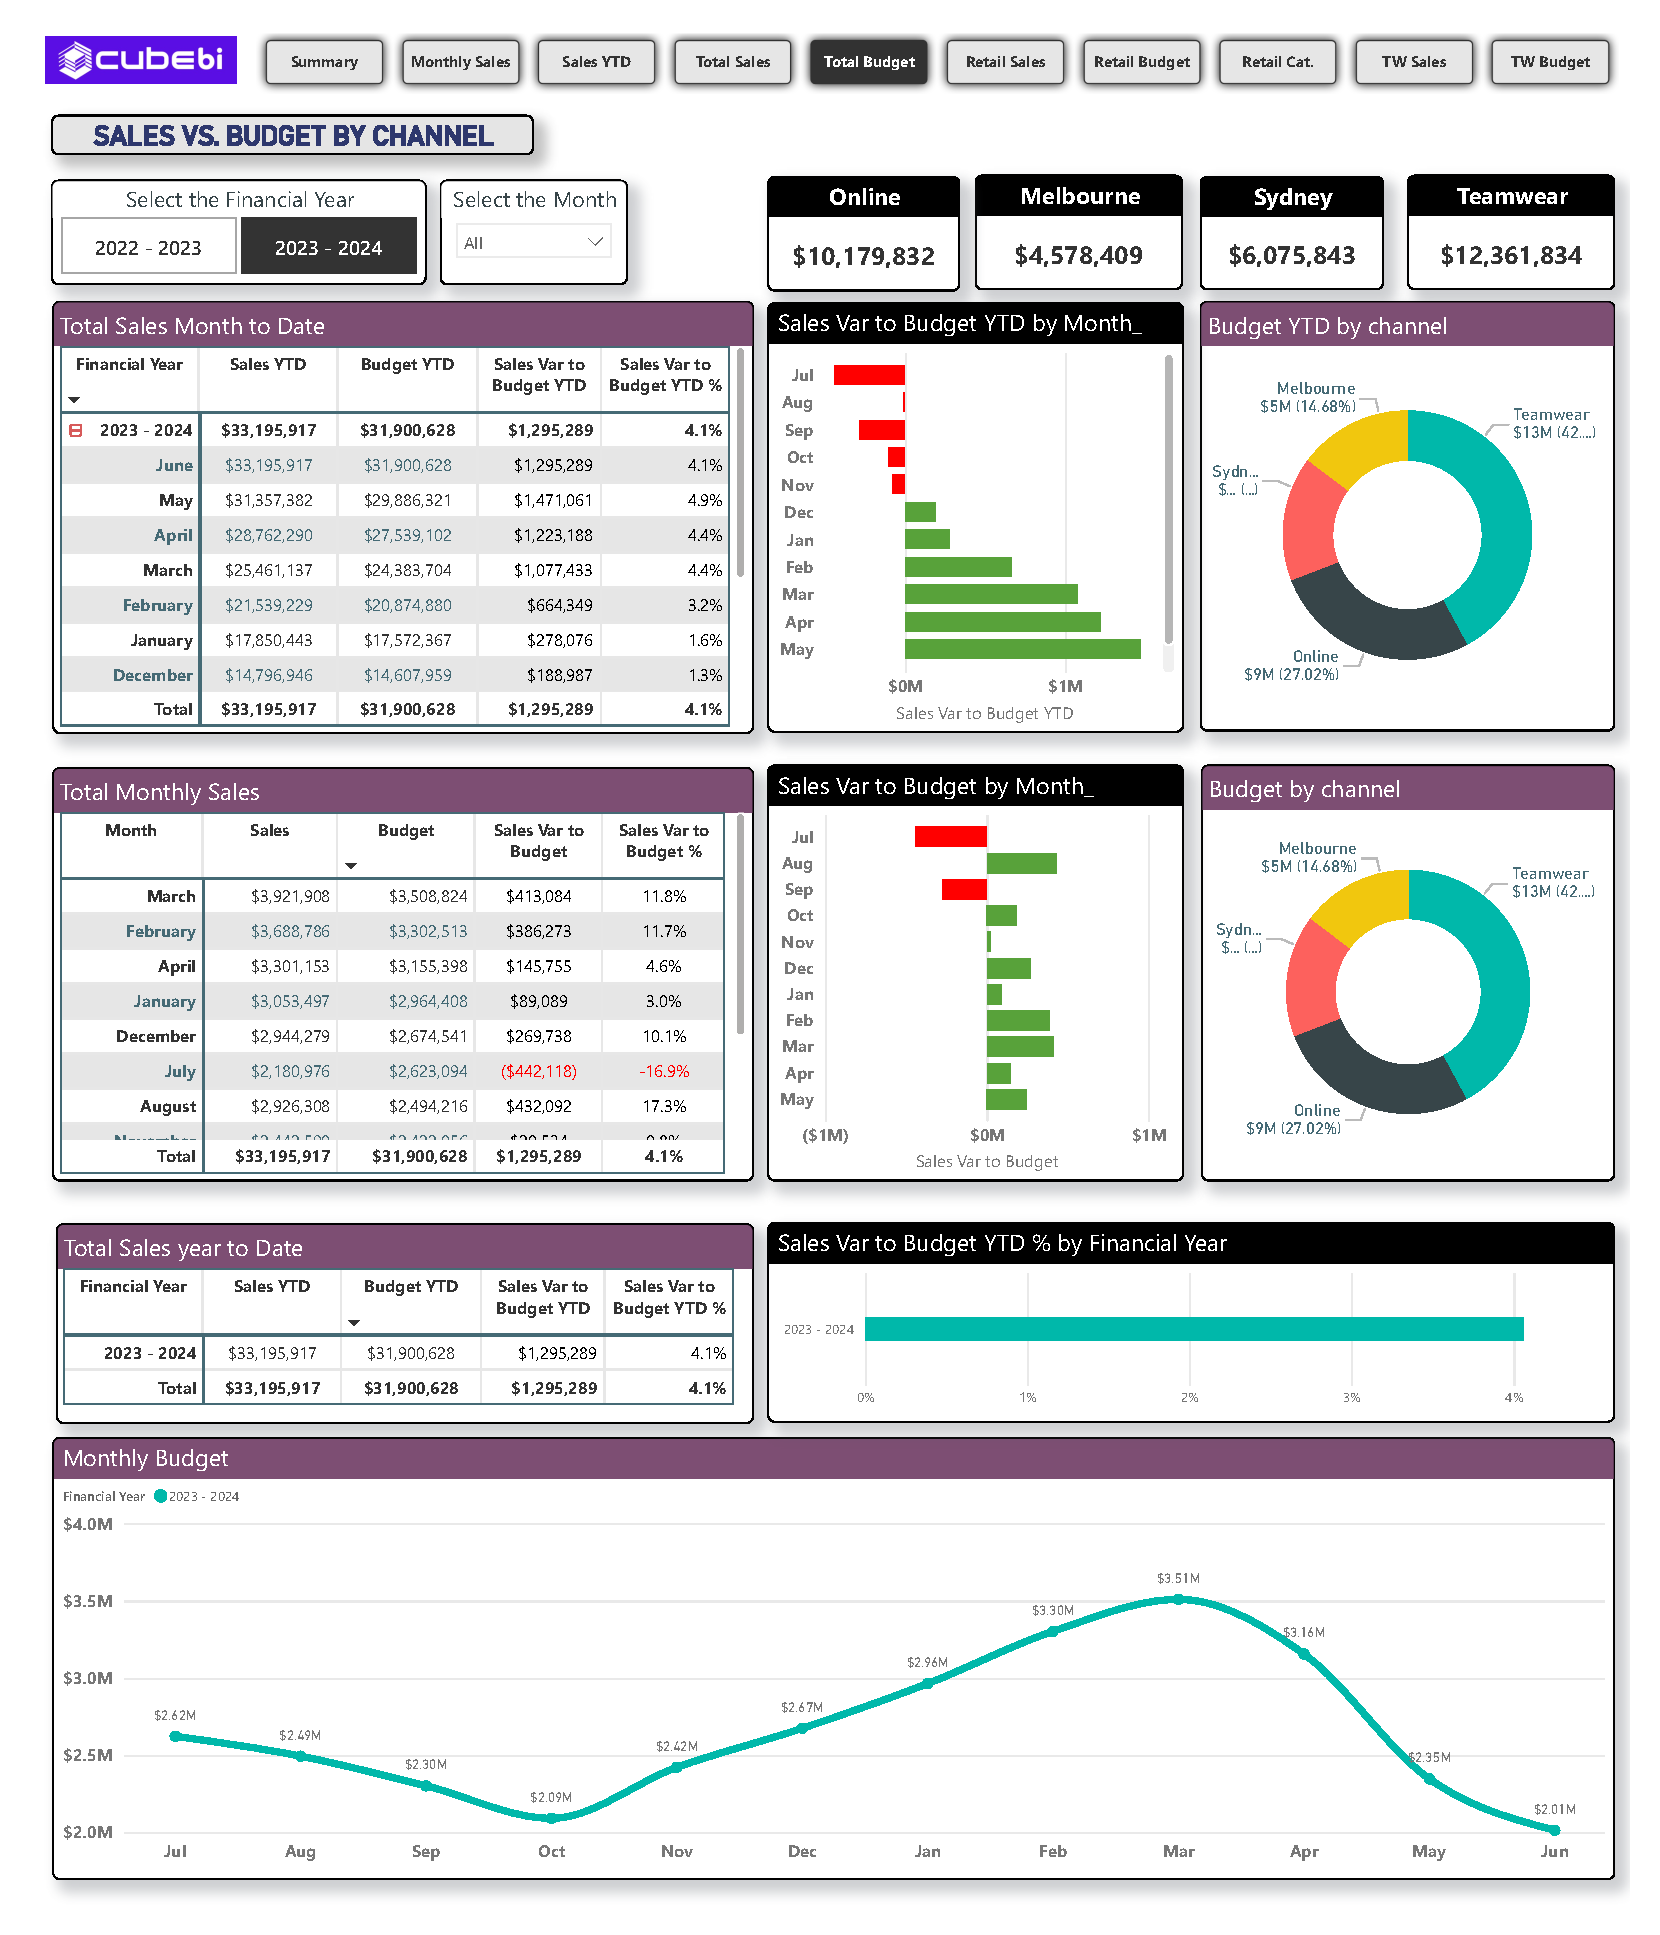 cubebi
Summary
Monthly Sales
Sales YTD
Total Sales
Total Budget
Retail Sales
Retail Budget
Retail Cat.
TW Sales
TW Budget
SALES VS. BUDGET BY CHANNEL
Select the Financial Year
2022 - 2023
2023 - 2024
Select the Month
All
Online
$10,179,832
Melbourne
$4,578,409
Sydney
$6,075,843
Teamwear
$12,361,834
Total Sales Month to Date
Financial Year Sales YTD Budget YTD Sales Var to Budget YTD Sales Var to Budget YTD %
2023 - 2024 $33,195,917 $31,900,628 $1,295,289 4.1%
June $33,195,917 $31,900,628 $1,295,289 4.1%
May $31,357,382 $29,886,321 $1,471,061 4.9%
April $28,762,290 $27,539,102 $1,223,188 4.4%
March $25,461,137 $24,383,704 $1,077,433 4.4%
February $21,539,229 $20,874,880 $664,349 3.2%
January $17,850,443 $17,572,367 $278,076 1.6%
December $14,796,946 $14,607,959 $188,987 1.3%
Total $33,195,917 $31,900,628 $1,295,289 4.1%
Sales Var to Budget YTD by Month_
Jul
Aug
Sep
Oct
Nov
Dec
Jan
Feb
Mar
Apr
May
$0M $1M
Sales Var to Budget YTD
Budget YTD by channel
Melbourne
$5M (14.68%)
Teamwear
$13M (42....)
Sydn...
$... (...)
Online
$9M (27.02%)
Total Monthly Sales
Month Sales Budget Sales Var to Budget Sales Var to Budget %
March $3,921,908 $3,508,824 $413,084 11.8%
February $3,688,786 $3,302,513 $386,273 11.7%
April $3,301,153 $3,155,398 $145,755 4.6%
January $3,053,497 $2,964,408 $89,089 3.0%
December $2,944,279 $2,674,541 $269,738 10.1%
July $2,180,976 $2,623,094 ($442,118) -16.9%
August $2,926,308 $2,494,216 $432,092 17.3%
Total $33,195,917 $31,900,628 $1,295,289 4.1%
Sales Var to Budget by Month_
Jul
Aug
Sep
Oct
Nov
Dec
Jan
Feb
Mar
Apr
May
($1M) $0M $1M
Sales Var to Budget
Budget by channel
Melbourne
$5M (14.68%)
Teamwear
$13M (42....)
Sydn...
$... (...)
Online
$9M (27.02%)
Total Sales year to Date
Financial Year Sales YTD Budget YTD Sales Var to Budget YTD Sales Var to Budget YTD %
2023 - 2024 $33,195,917 $31,900,628 $1,295,289 4.1%
Total $33,195,917 $31,900,628 $1,295,289 4.1%
Sales Var to Budget YTD % by Financial Year
2023 - 2024
0% 1% 2% 3% 4%
Monthly Budget
Financial Year 2023 - 2024
$4.0M
$3.5M
$3.0M
$2.5M
$2.0M
$2.62M $2.49M $2.30M $2.09M $2.42M $2.67M $2.96M $3.30M $3.51M $3.16M $2.35M $2.01M
Jul Aug Sep Oct Nov Dec Jan Feb Mar Apr May Jun